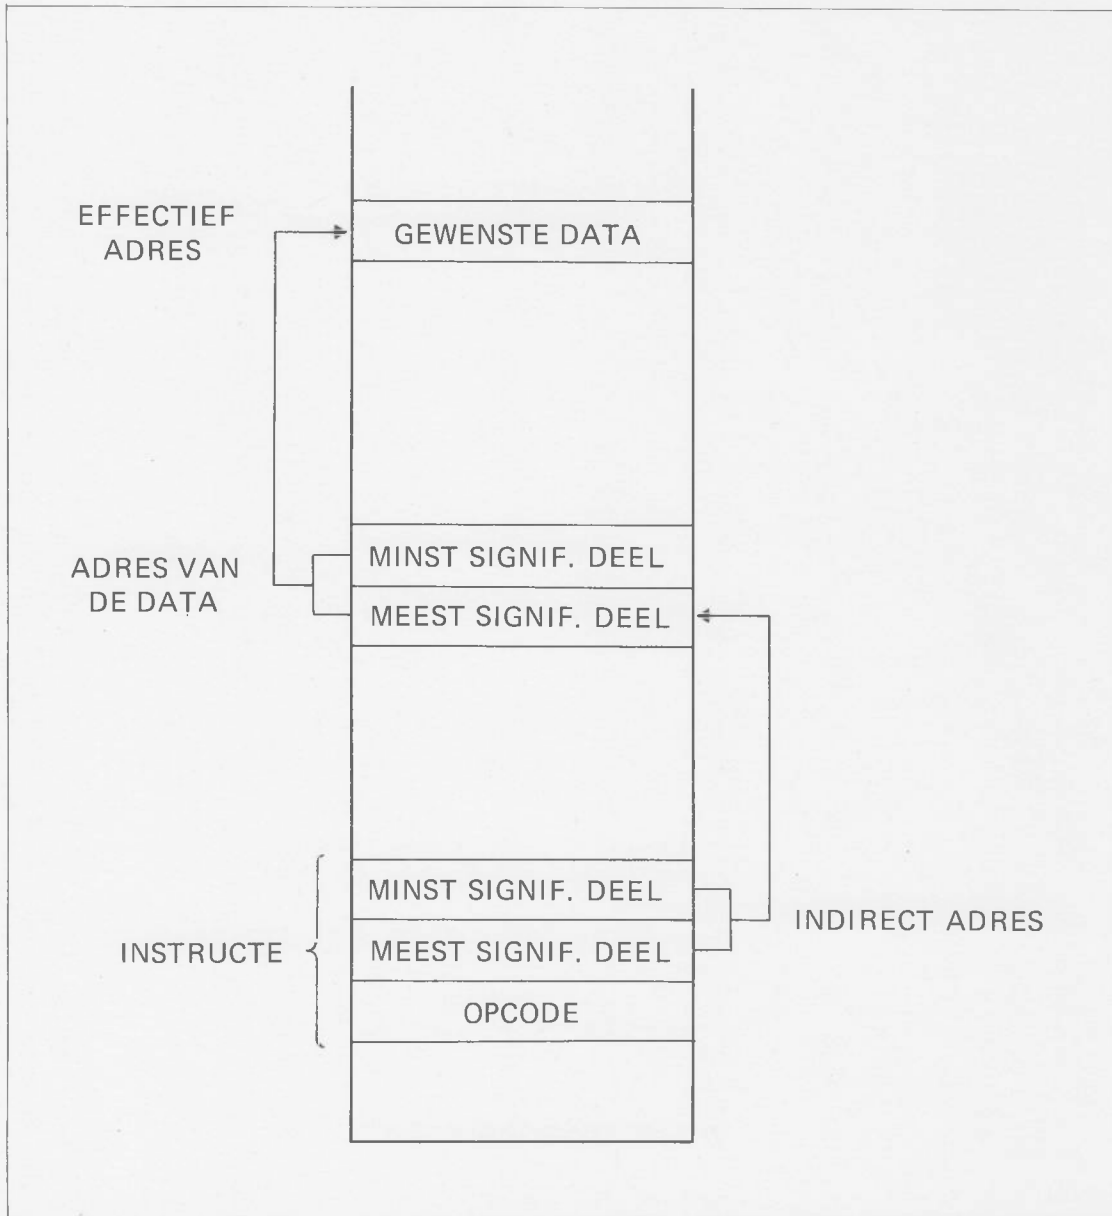 EFFECTIEF
ADRES
GEWENSTE DATA
ADRES VAN
DE DATA
MINST SIGNIF. DEEL
MEEST SIGNIF. DEEL
INSTRUCTE
MINST SIGNIF. DEEL
MEEST SIGNIF. DEEL
OPCODE
INDIRECT ADRES